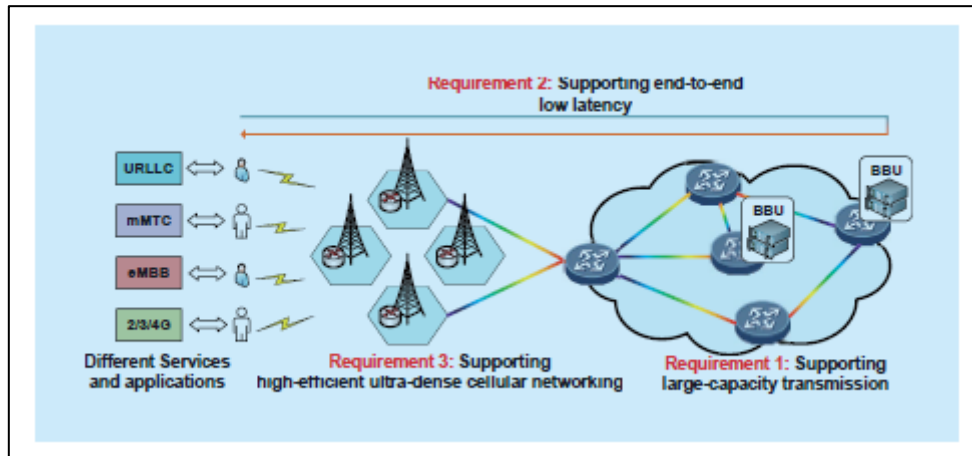 Requirement 2: Supporting end-to-end
low latency
URLLC
mMTC
eMBB
2/3/4G
BBU
BBU
Different Services
and applications
Requirement 3: Supporting
high-efficient ultra-dense cellular networking
Requirement 1: Supporting
large-capacity transmission